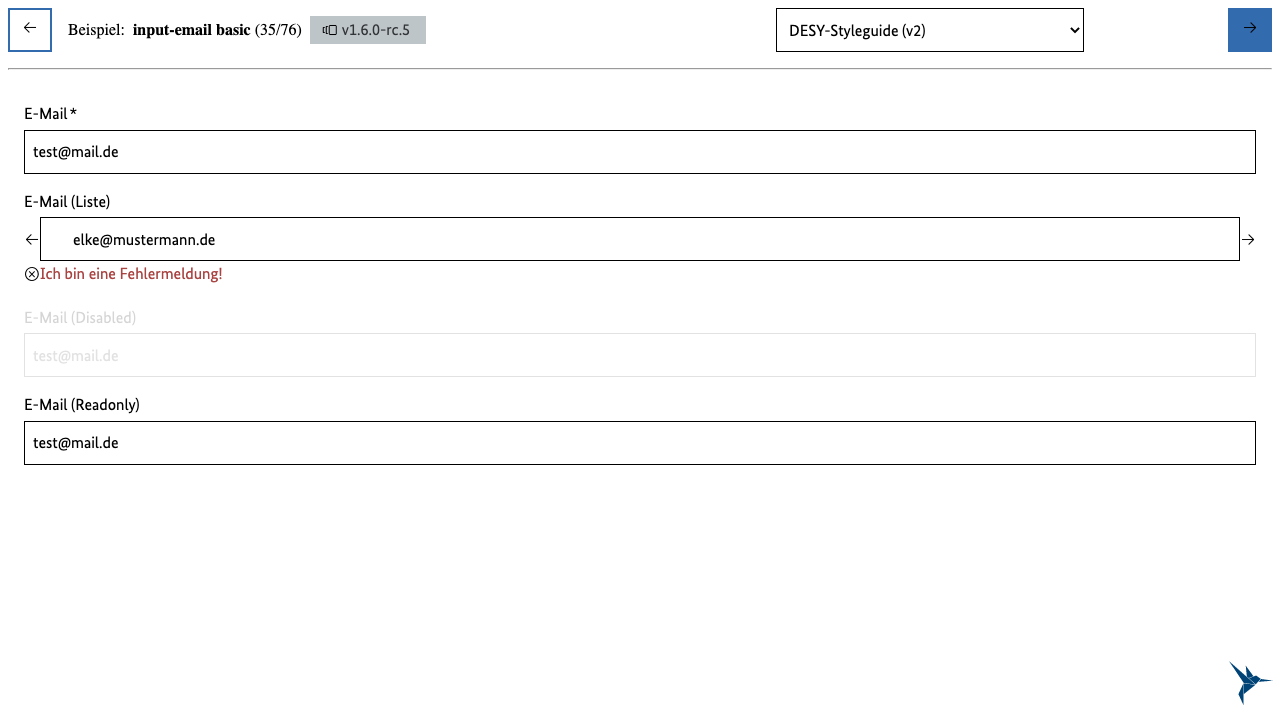 Beispiel: input-email basic (35/76) v1.6.0-rc.5 DESY-Styleguide (v2)
E-Mail*
test@mail.de
E-Mail (Liste)
elke@mustermann.de
Ich bin eine Fehlermeldung!
E-Mail (Disabled)
test@mail.de
E-Mail (Readonly)
test@mail.de